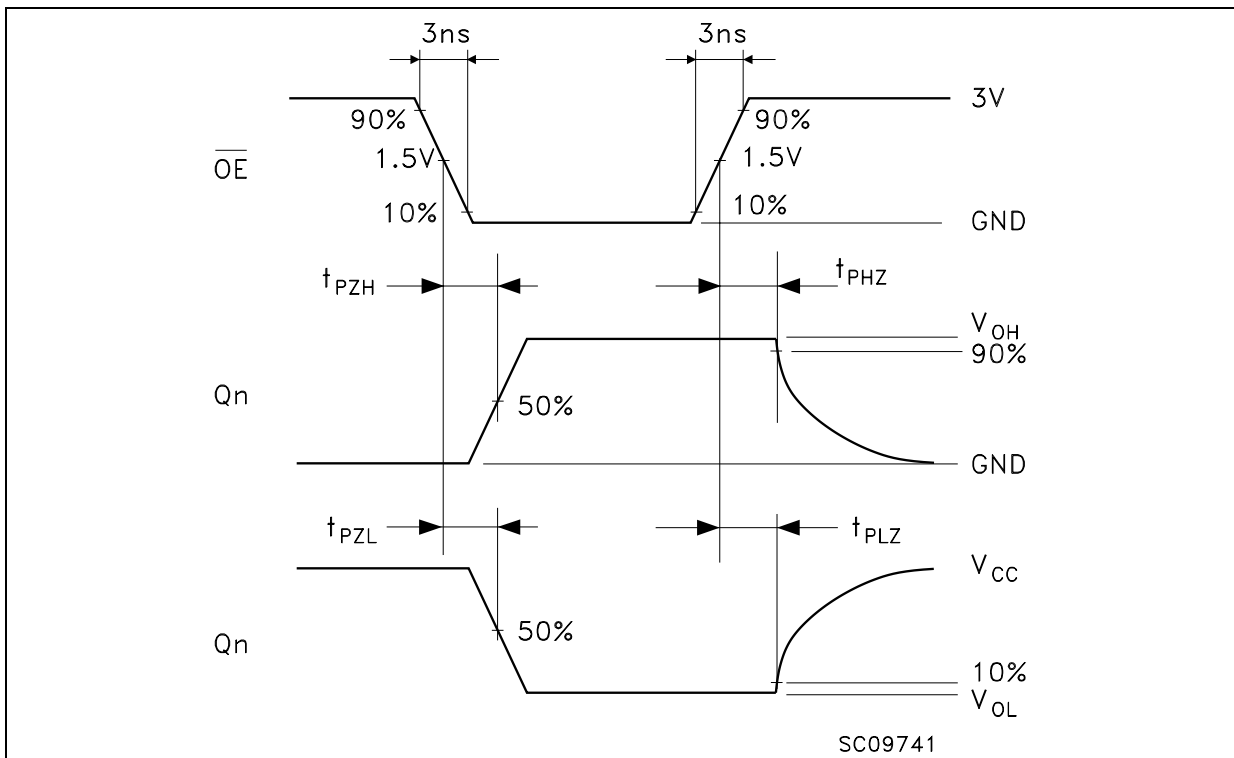 3ns 3ns
3V
90% 90%
OE 1.5V 1.5V
10% 10%
GND
tPZH tPHZ
VOH
90%
Qn 50%
GND
tPZL tPLZ
VCC
Qn 50%
10%
VOL
SC09741